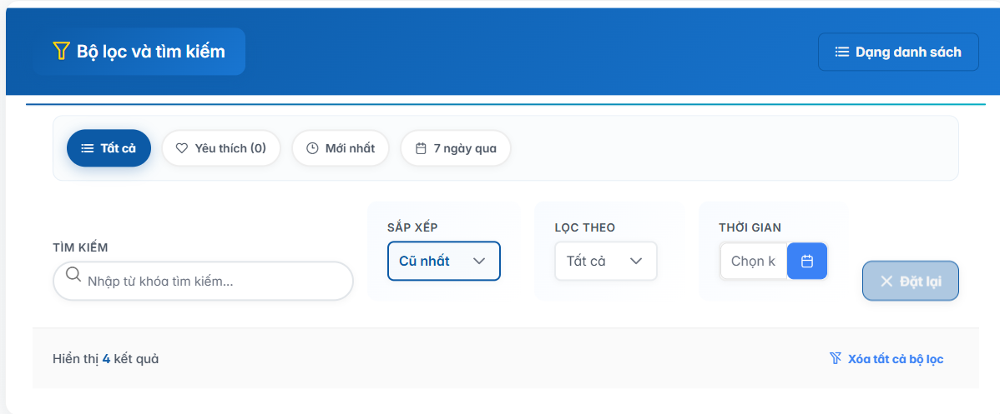 Bộ lọc và tìm kiếm
Dạng danh sách
Tất cả
Yêu thích (0)
Mới nhất
7 ngày qua
TÌM KIẾM
Nhập từ khóa tìm kiếm...
SẮP XẾP
Cũ nhất
LỌC THEO
Tất cả
THỜI GIAN
Chọn k
Đặt lại
Hiển thị 4 kết quả
Xóa tất cả bộ lọc